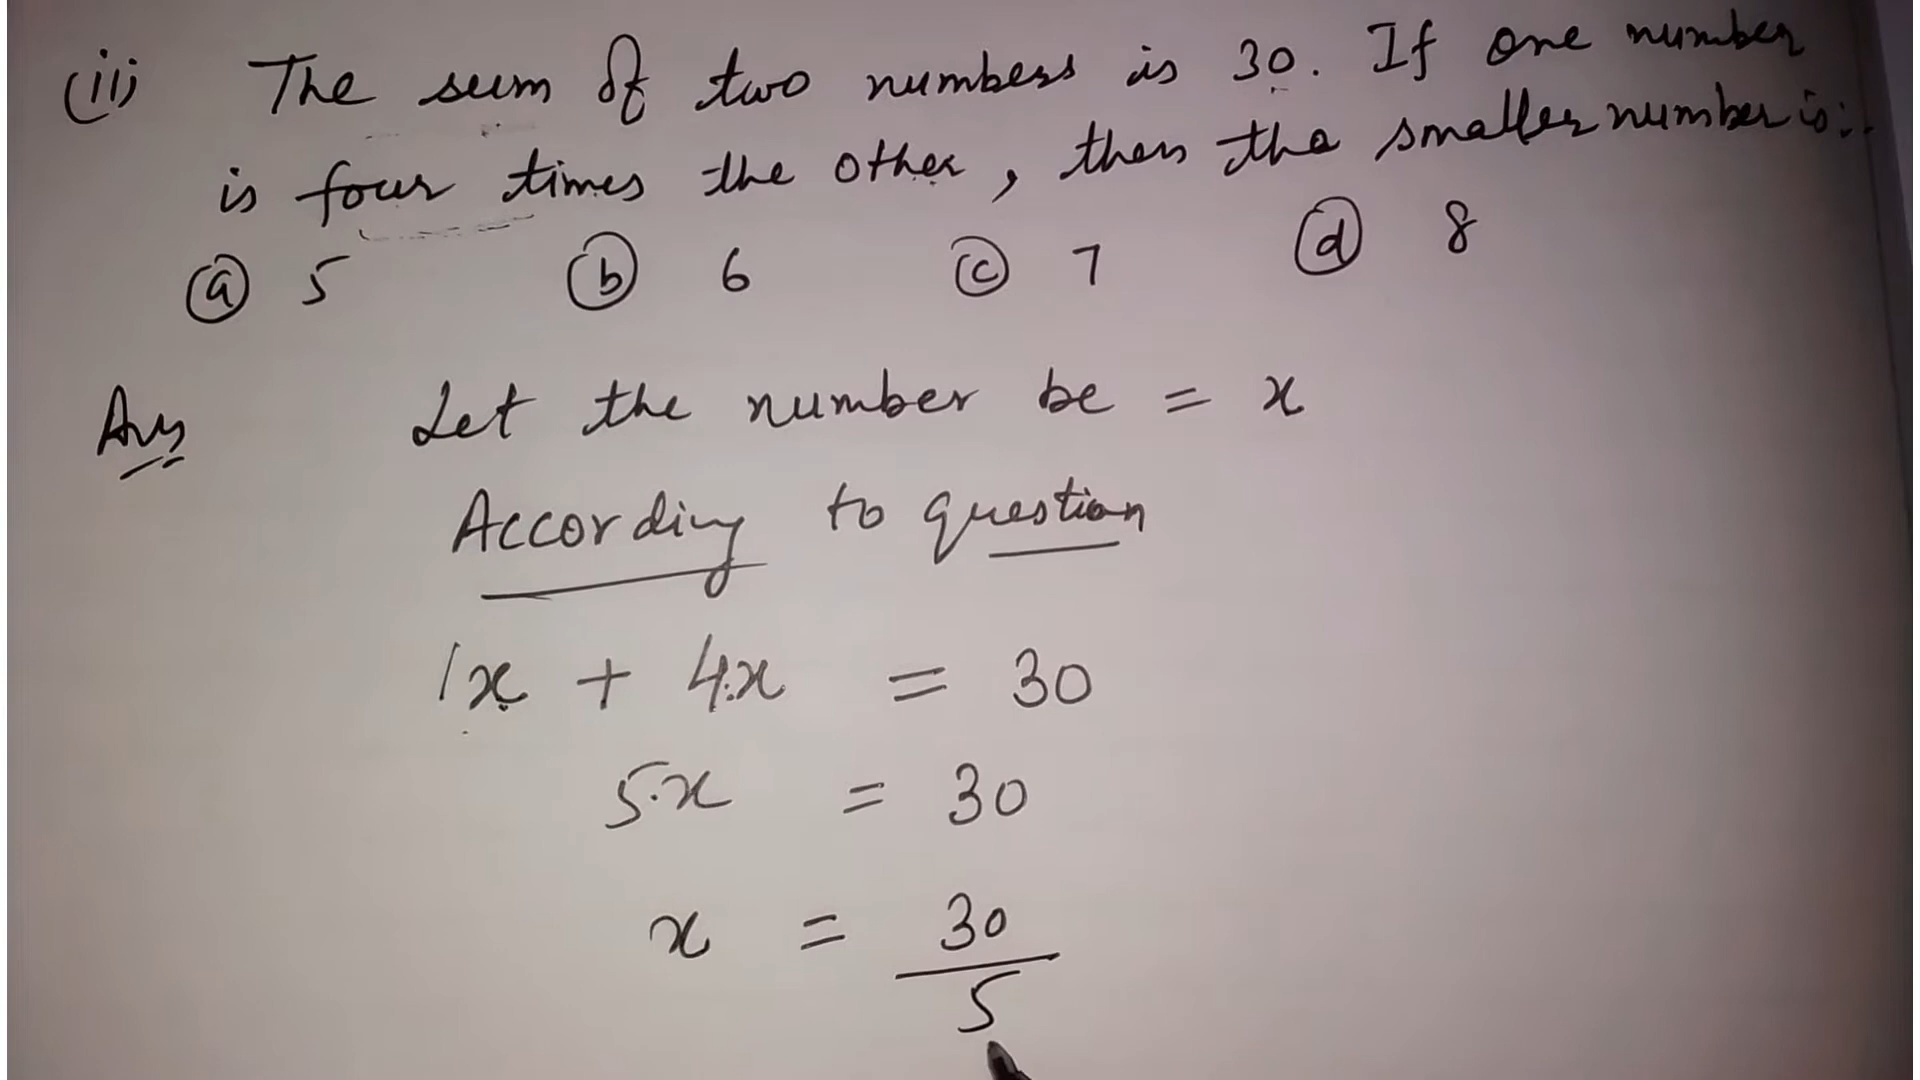 (ii) The sum of two numbers is 30. If one number
is four times the other, then the smaller number is:
(a) 5 (b) 6 (c) 7 (d) 8
Ans Let the number be = x
According to question
1x + 4x = 30
5x = 30
x = 30/5